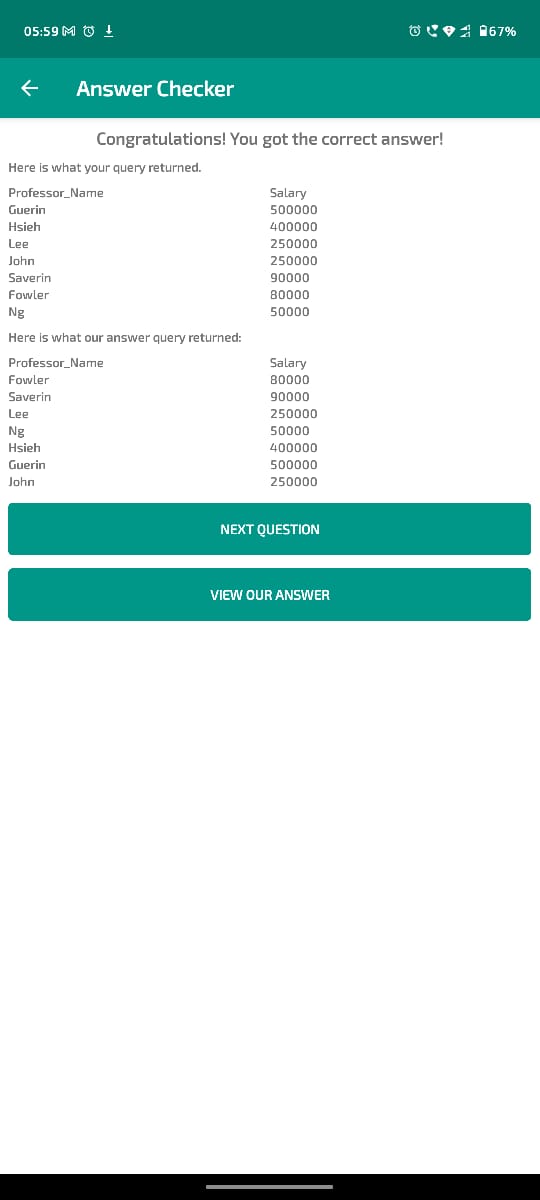 05:59
67%
Answer Checker
Congratulations! You got the correct answer!
Here is what your query returned.
Professor_Name Salary
Guerin 500000
Hsieh 400000
Lee 250000
John 250000
Saverin 90000
Fowler 80000
Ng 50000
Here is what our answer query returned:
Professor_Name Salary
Fowler 80000
Saverin 90000
Lee 250000
Ng 50000
Hsieh 400000
Guerin 500000
John 250000
NEXT QUESTION
VIEW OUR ANSWER